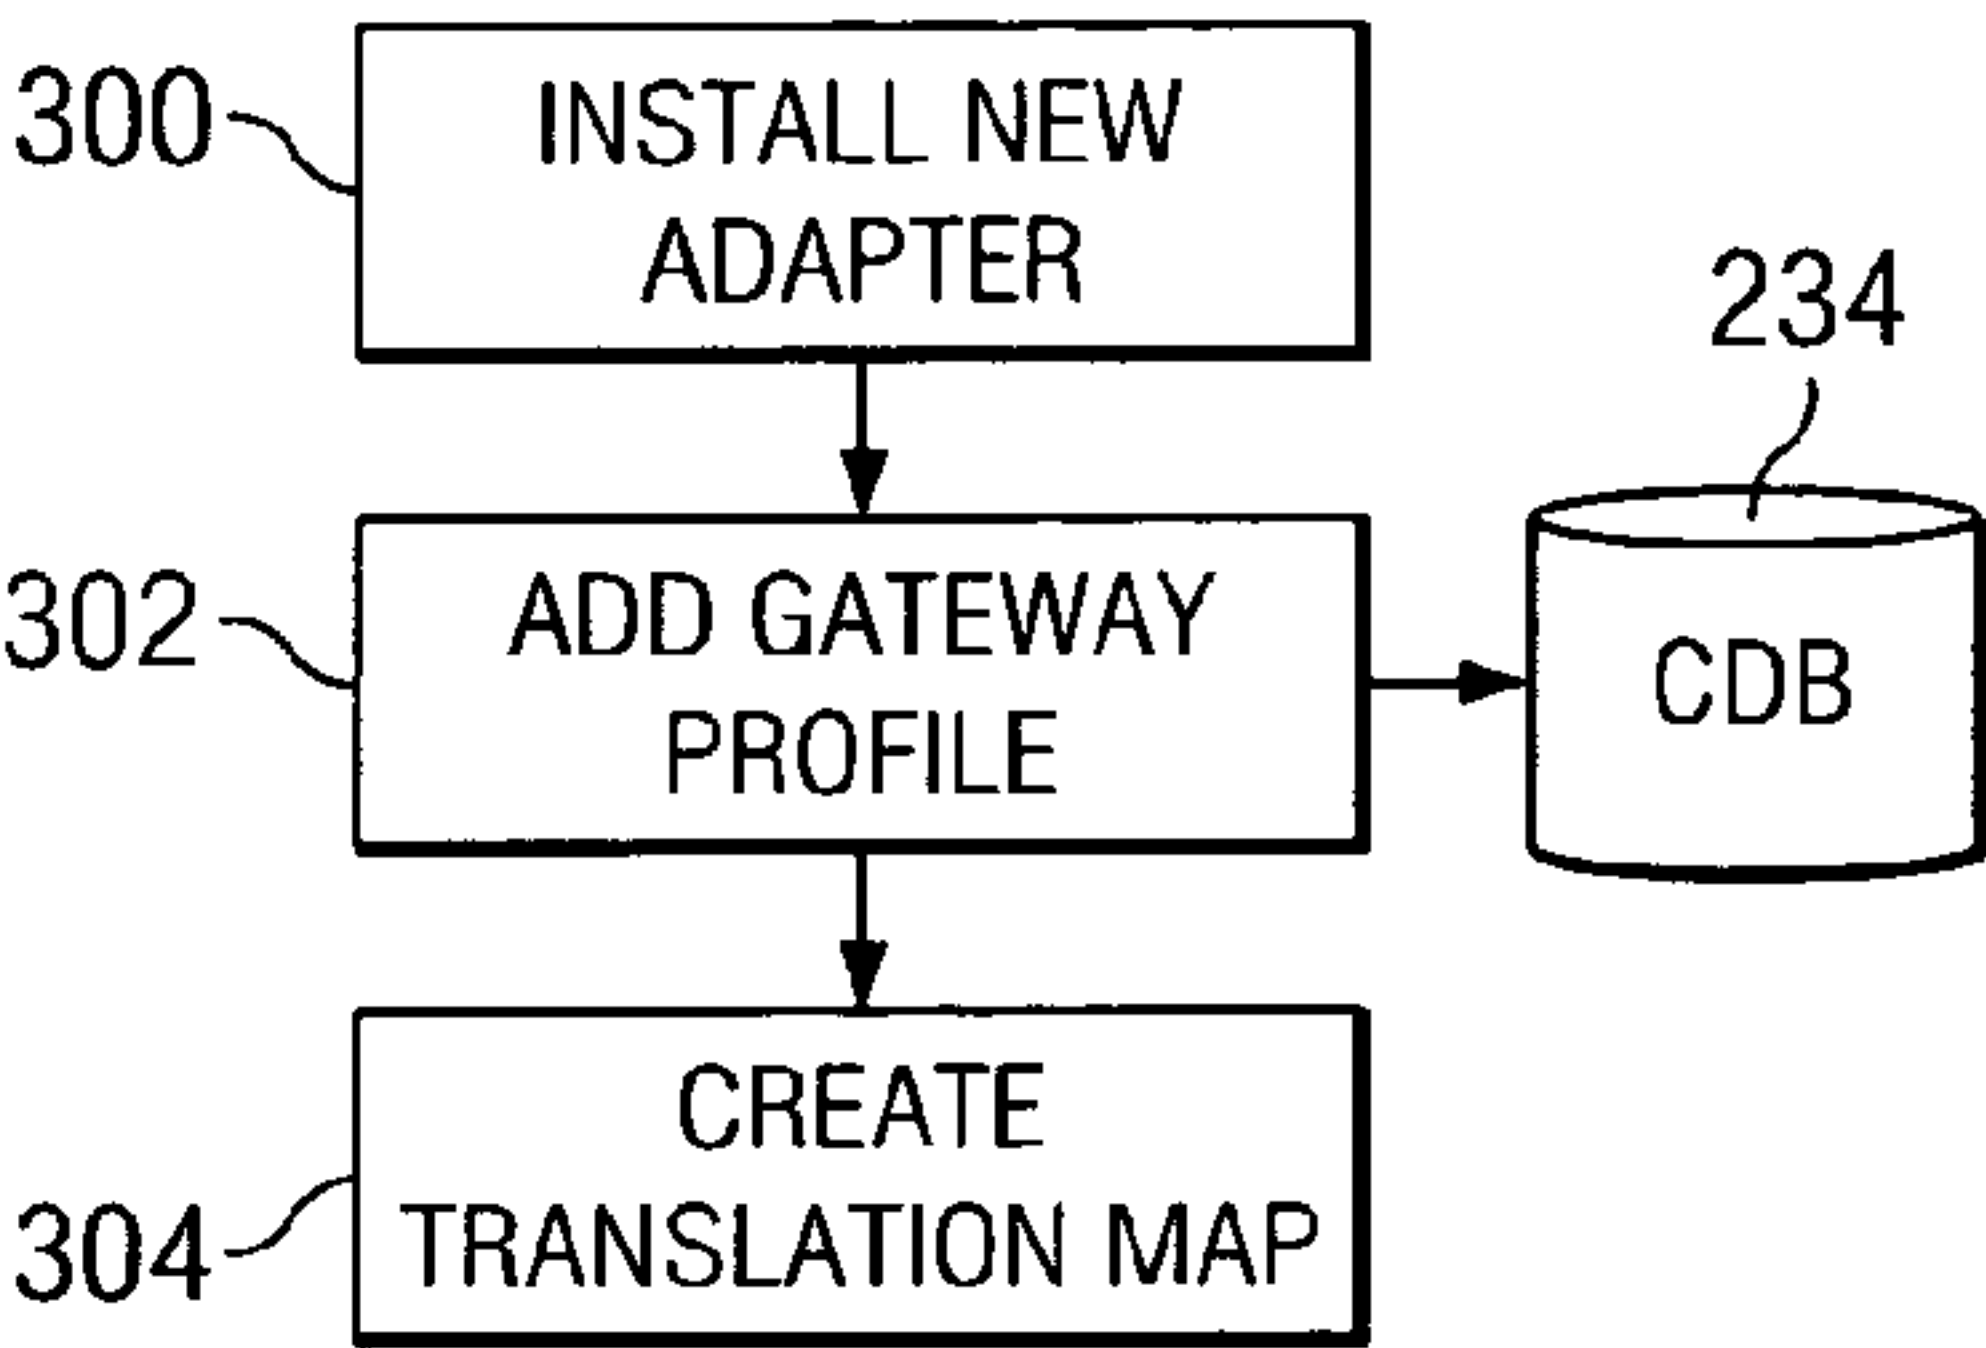 300
INSTALL NEW
ADAPTER
234
302
ADD GATEWAY
PROFILE
CDB
304
CREATE
TRANSLATION MAP